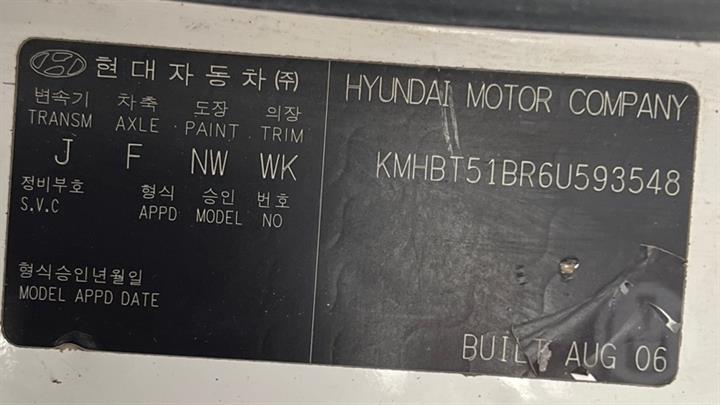 현대자동차㈜
변속기 차축 도장 의장
TRANSM AXLE PAINT TRIM
J F NW WK
정비부호 형식 승인 번호
S.V.C APPD MODEL NO
형식승인년월일
MODEL APPD DATE
HYUNDAI MOTOR COMPANY
KMHBT51BR6U593548
BUILT AUG 06